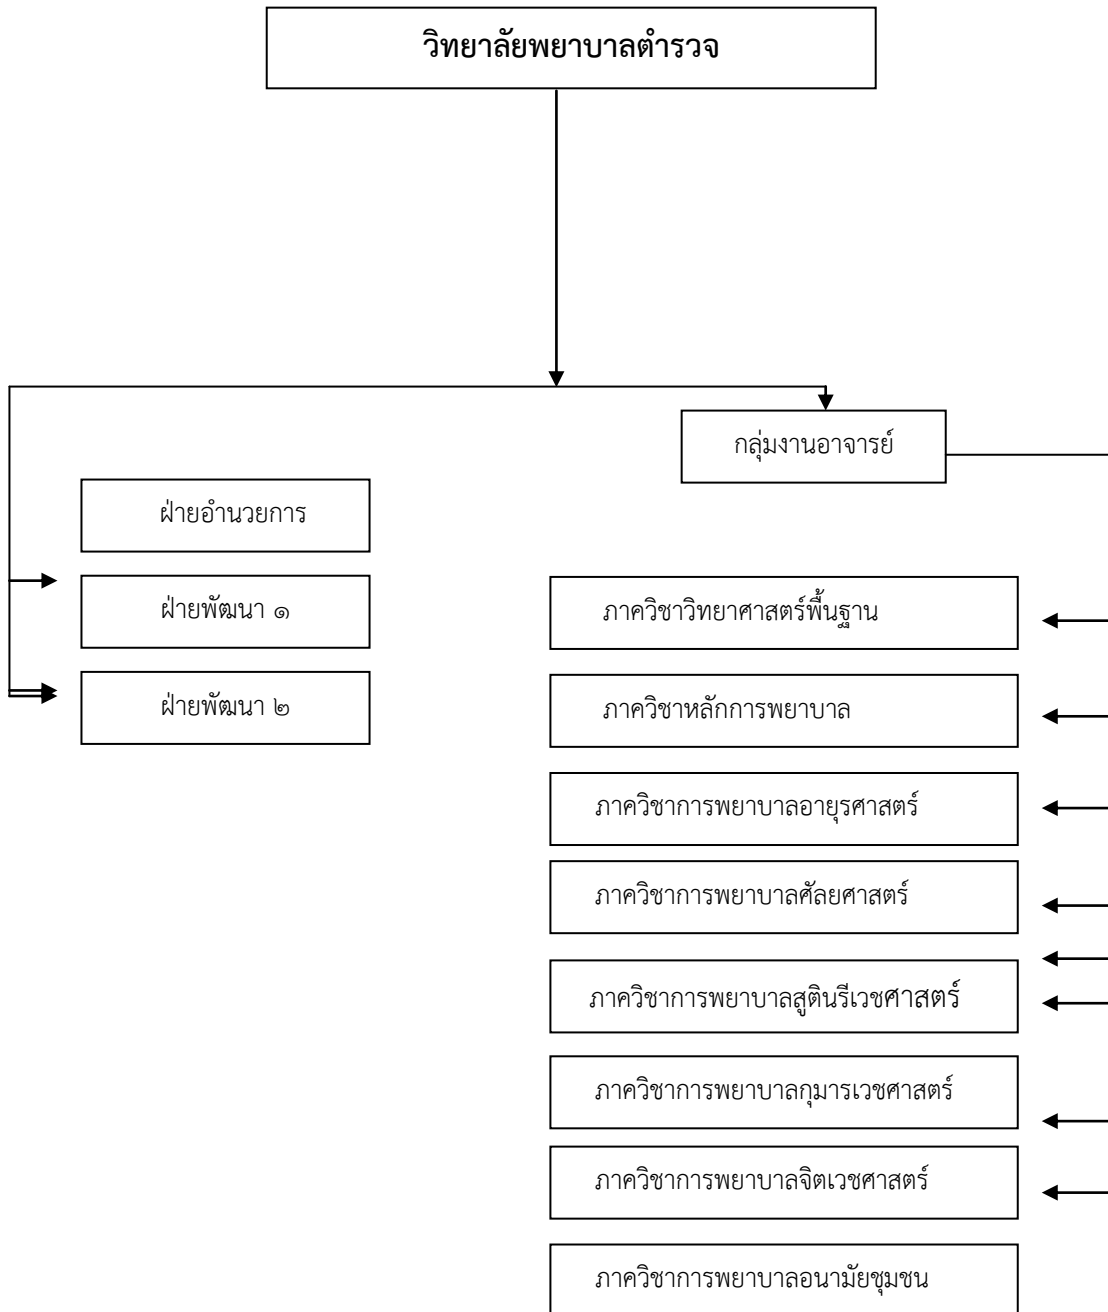 วิทยาลัยพยาบาลตำรวจ
กลุ่มงานอาจารย์
ฝ่ายอำนวยการ
ฝ่ายพัฒนา ๑
ฝ่ายพัฒนา ๒
ภาควิชาวิทยาศาสตร์พื้นฐาน
ภาควิชาหลักการพยาบาล
ภาควิชาการพยาบาลอายุรศาสตร์
ภาควิชาการพยาบาลศัลยศาสตร์
ภาควิชาการพยาบาลสูตินรีเวชศาสตร์
ภาควิชาการพยาบาลกุมารเวชศาสตร์
ภาควิชาการพยาบาลจิตเวชศาสตร์
ภาควิชาการพยาบาลอนามัยชุมชน